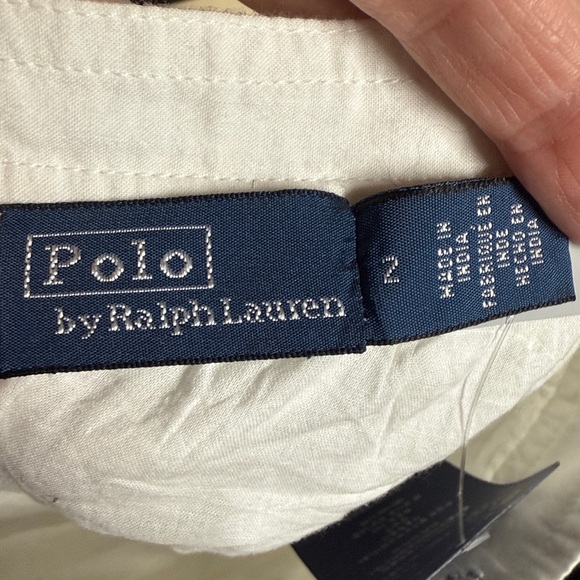 Polo
by Ralph Lauren
2
MADE IN
INDIA
FABRIQUÉ EN
INDE
HECHO EN
INDIA